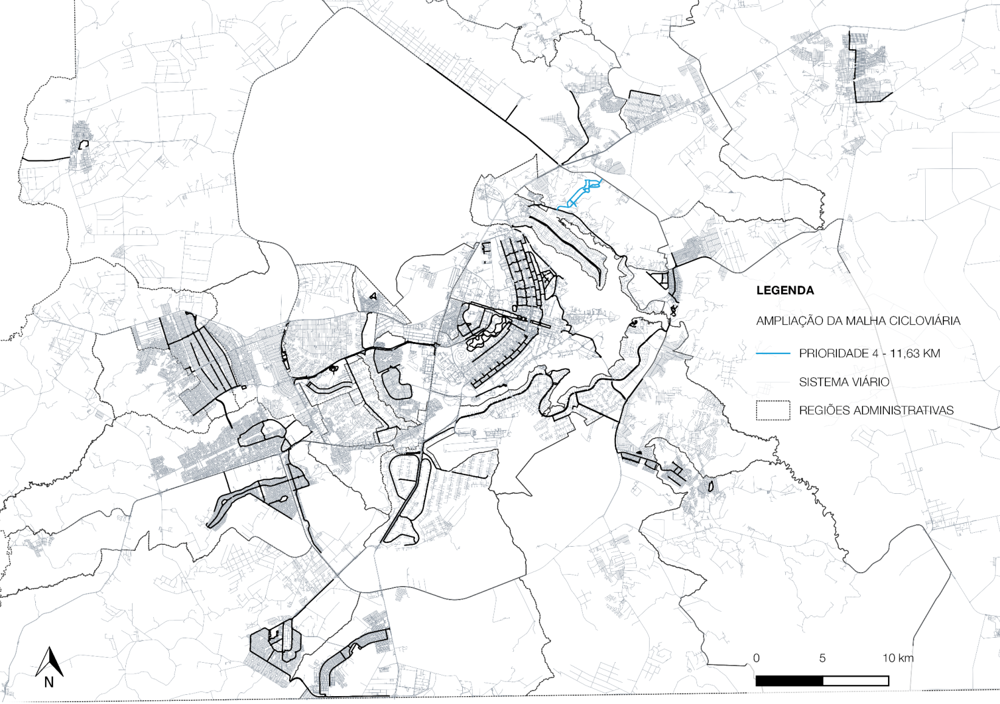 LEGENDA
AMPLIAÇÃO DA MALHA CICLOVIÁRIA
PRIORIDADE 4 - 11,63 KM
SISTEMA VIÁRIO
REGIÕES ADMINISTRATIVAS
0 5 10 km
N